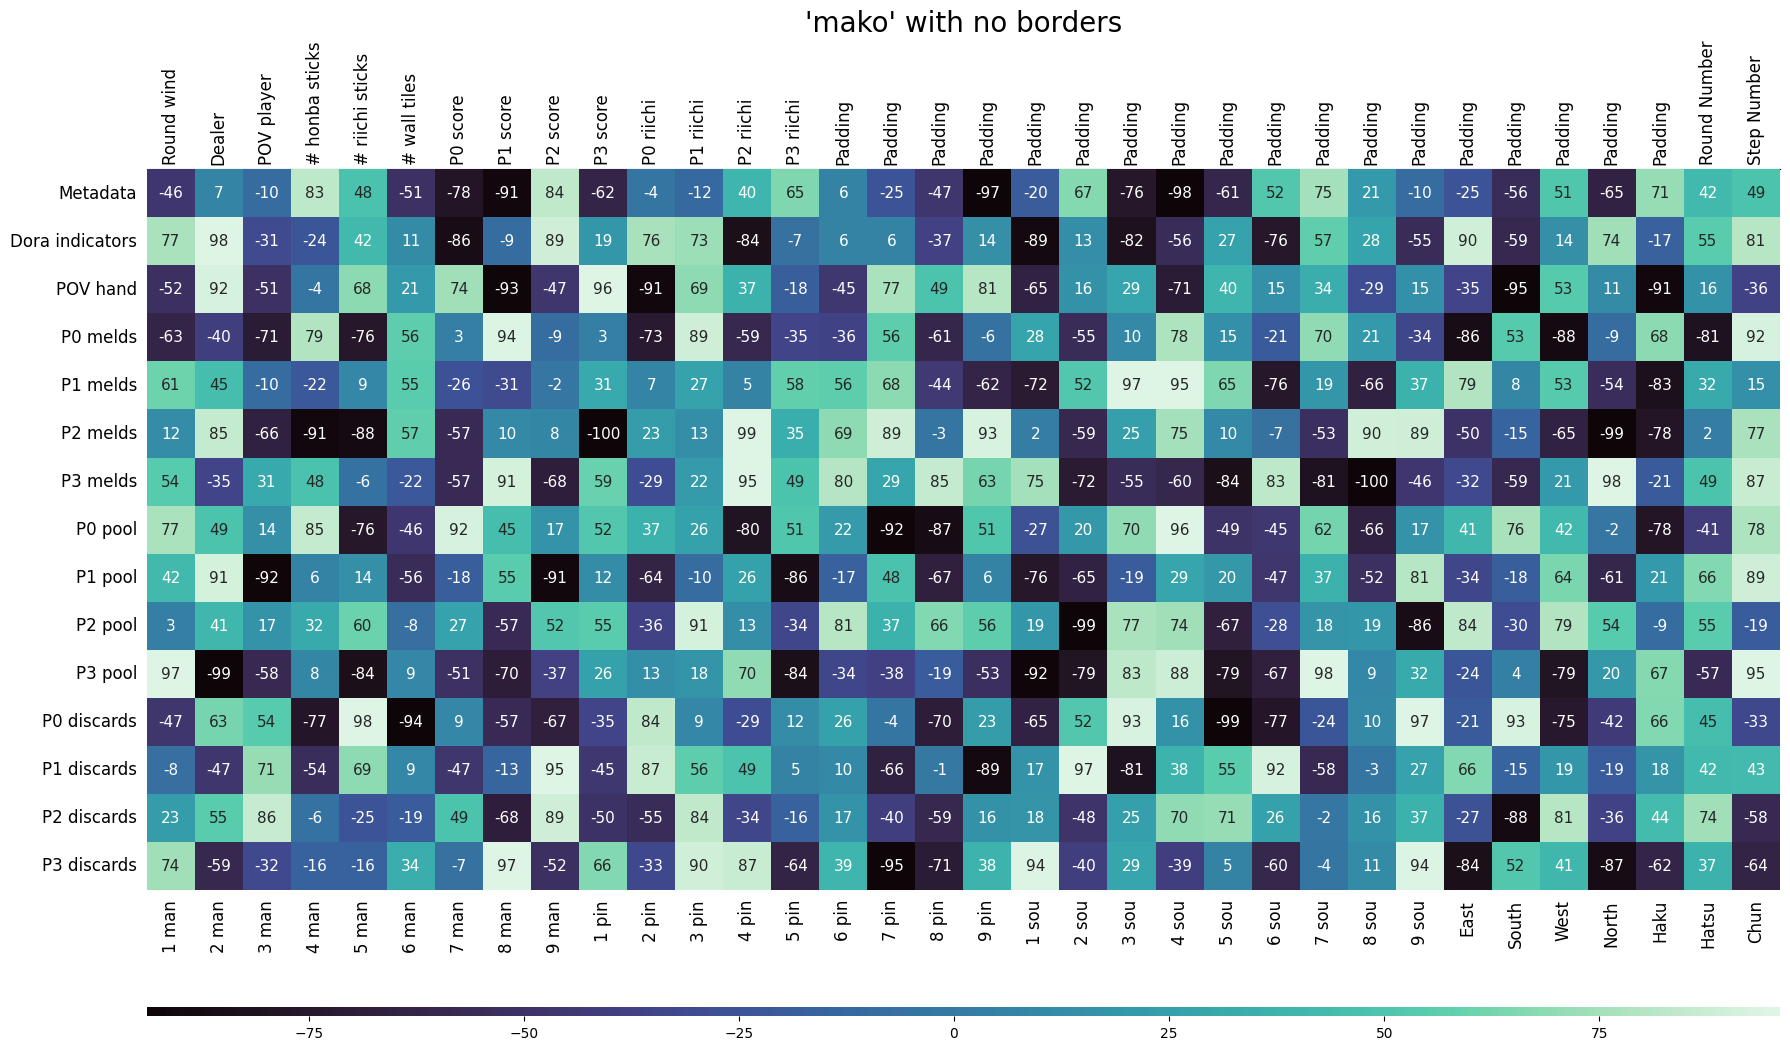 'mako' with no borders
Round wind Dealer POV player # honba sticks # riichi sticks # wall tiles P0 score P1 score P2 score P3 score P0 riichi P1 riichi P2 riichi P3 riichi Padding Padding Padding Padding Padding Padding Padding Padding Padding Padding Padding Padding Padding Padding Padding Padding Padding Padding Round Number Step Number
Metadata -46 7 -10 83 48 -51 -78 -91 84 -62 -4 -12 40 65 6 -25 -47 -97 -20 67 -76 -98 -61 52 75 21 -10 -25 -56 51 -65 71 42 49
Dora indicators 77 98 -31 -24 42 11 -86 -9 89 19 76 73 -84 -7 6 6 -37 14 -89 13 -82 -56 27 -76 57 28 -55 90 -59 14 74 -17 55 81
POV hand -52 92 -51 -4 68 21 74 -93 -47 96 -91 69 37 -18 -45 77 49 81 -65 16 29 -71 40 15 34 -29 15 -35 -95 53 11 -91 16 -36
P0 melds -63 -40 -71 79 -76 56 3 94 -9 3 -73 89 -59 -35 -36 56 -61 -6 28 -55 10 78 15 -21 70 21 -34 -86 53 -88 -9 68 -81 92
P1 melds 61 45 -10 -22 9 55 -26 -31 -2 31 7 27 5 58 56 68 -44 -62 -72 52 97 95 65 -76 19 -66 37 79 8 53 -54 -83 32 15
P2 melds 12 85 -66 -91 -88 57 -57 10 8 -100 23 13 99 35 69 89 -3 93 2 -59 25 75 10 -7 -53 90 89 -50 -15 -65 -99 -78 2 77
P3 melds 54 -35 31 48 -6 -22 -57 91 -68 59 -29 22 95 49 80 29 85 63 75 -72 -55 -60 -84 83 -81 -100 -46 -32 -59 21 98 -21 49 87
P0 pool 77 49 14 85 -76 -46 92 45 17 52 37 26 -80 51 22 -92 -87 51 -27 20 70 96 -49 -45 62 -66 17 41 76 42 -2 -78 -41 78
P1 pool 42 91 -92 6 14 -56 -18 55 -91 12 -64 -10 26 -86 -17 48 -67 6 -76 -65 -19 29 20 -47 37 -52 81 -34 -18 64 -61 21 66 89
P2 pool 3 41 17 32 60 -8 27 -57 52 55 -36 91 13 -34 81 37 66 56 19 -99 77 74 -67 -28 18 19 -86 84 -30 79 54 -9 55 -19
P3 pool 97 -99 -58 8 -84 9 -51 -70 -37 26 13 18 70 -84 -34 -38 -19 -53 -92 -79 83 88 -79 -67 98 9 32 -24 4 -79 20 67 -57 95
P0 discards -47 63 54 -77 98 -94 9 -57 -67 -35 84 9 -29 12 26 -4 -70 23 -65 52 93 16 -99 -77 -24 10 97 -21 93 -75 -42 66 45 -33
P1 discards -8 -47 71 -54 69 9 -47 -13 95 -45 87 56 49 5 10 -66 -1 -89 17 97 -81 38 55 92 -58 -3 27 66 -15 19 -19 18 42 43
P2 discards 23 55 86 -6 -25 -19 49 -68 89 -50 -55 84 -34 -16 17 -40 -59 16 18 -48 25 70 71 26 -2 16 37 -27 -88 81 -36 44 74 -58
P3 discards 74 -59 -32 -16 -16 34 -7 97 -52 66 -33 90 87 -64 39 -95 -71 38 94 -40 29 -39 5 -60 -4 11 94 -84 52 41 -87 -62 37 -64
1 man 2 man 3 man 4 man 5 man 6 man 7 man 8 man 9 man 1 pin 2 pin 3 pin 4 pin 5 pin 6 pin 7 pin 8 pin 9 pin 1 sou 2 sou 3 sou 4 sou 5 sou 6 sou 7 sou 8 sou 9 sou East South West North Haku Hatsu Chun
−75 −50 −25 0 25 50 75